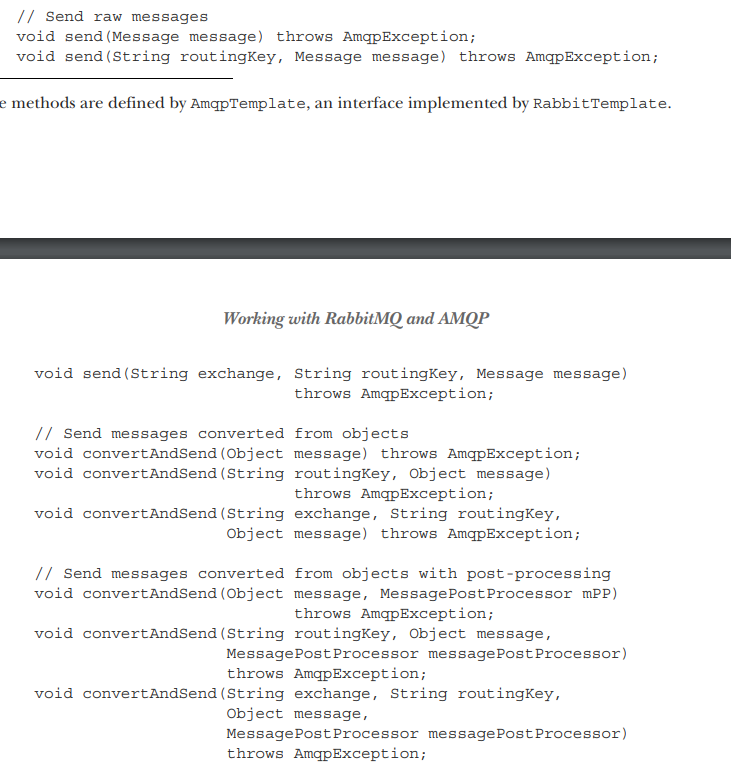 // Send raw messages
void send(Message message) throws AmqpException;
void send(String routingKey, Message message) throws AmqpException;
e methods are defined by AmqpTemplate, an interface implemented by RabbitTemplate.
Working with RabbitMQ and AMQP
void send(String exchange, String routingKey, Message message)
throws AmqpException;
// Send messages converted from objects
void convertAndSend(Object message) throws AmqpException;
void convertAndSend(String routingKey, Object message)
throws AmqpException;
void convertAndSend(String exchange, String routingKey,
Object message) throws AmqpException;
// Send messages converted from objects with post-processing
void convertAndSend(Object message, MessagePostProcessor mPP)
throws AmqpException;
void convertAndSend(String routingKey, Object message,
MessagePostProcessor messagePostProcessor)
throws AmqpException;
void convertAndSend(String exchange, String routingKey,
Object message,
MessagePostProcessor messagePostProcessor)
throws AmqpException;